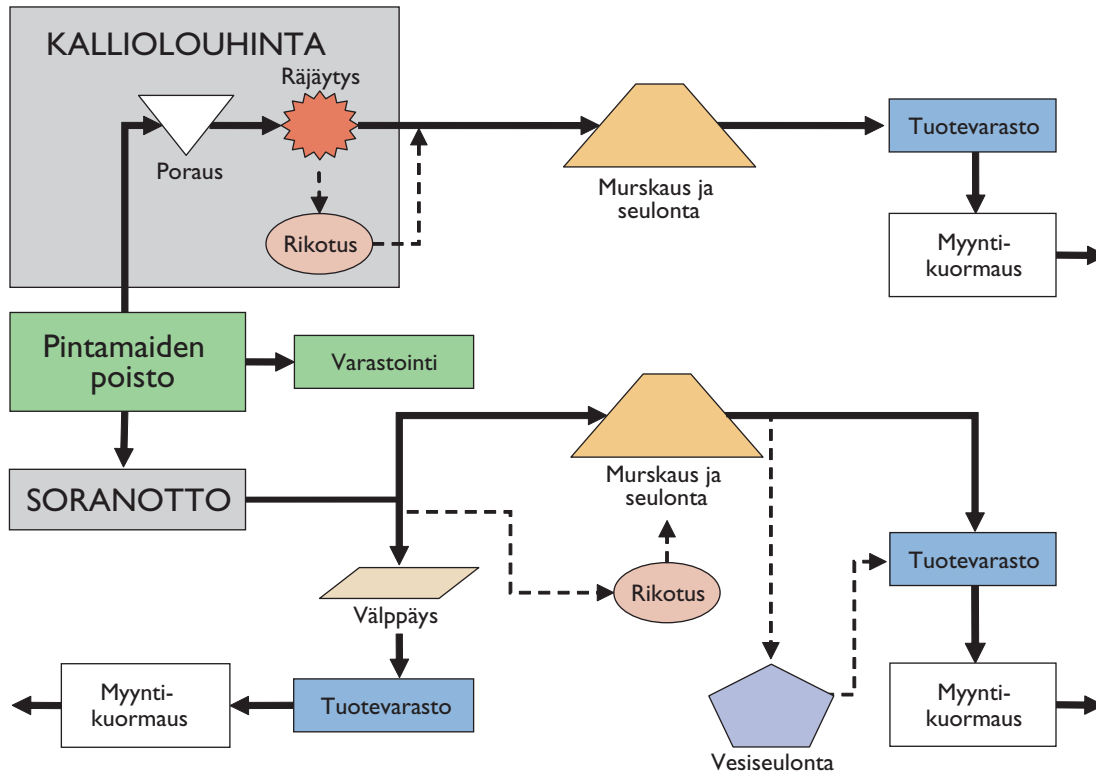 KALLIOLOUHINTA
Räjäytys
Poraus
Rikotus
Murskaus ja
seulonta
Tuotevarasto
Myynti-
kuormaus
Pintamaiden
poisto
Varastointi
SORANOTTO
Murskaus ja
seulonta
Välppäys
Rikotus
Tuotevarasto
Myynti-
kuormaus
Tuotevarasto
Myynti-
kuormaus
Vesiseulonta